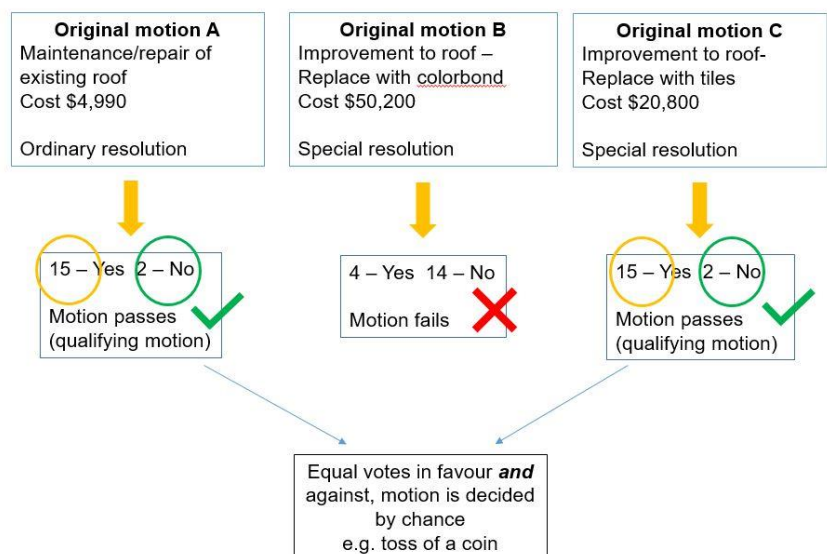 Original motion A
Maintenance/repair of
existing roof
Cost $4,990
Ordinary resolution
Original motion B
Improvement to roof –
Replace with colorbond
Cost $50,200
Special resolution
Original motion C
Improvement to roof-
Replace with tiles
Cost $20,800
Special resolution
15 – Yes 2 – No
Motion passes
(qualifying motion)
4 – Yes 14 – No
Motion fails
15 – Yes 2 – No
Motion passes
(qualifying motion)
Equal votes in favour and
against, motion is decided
by chance
e.g. toss of a coin